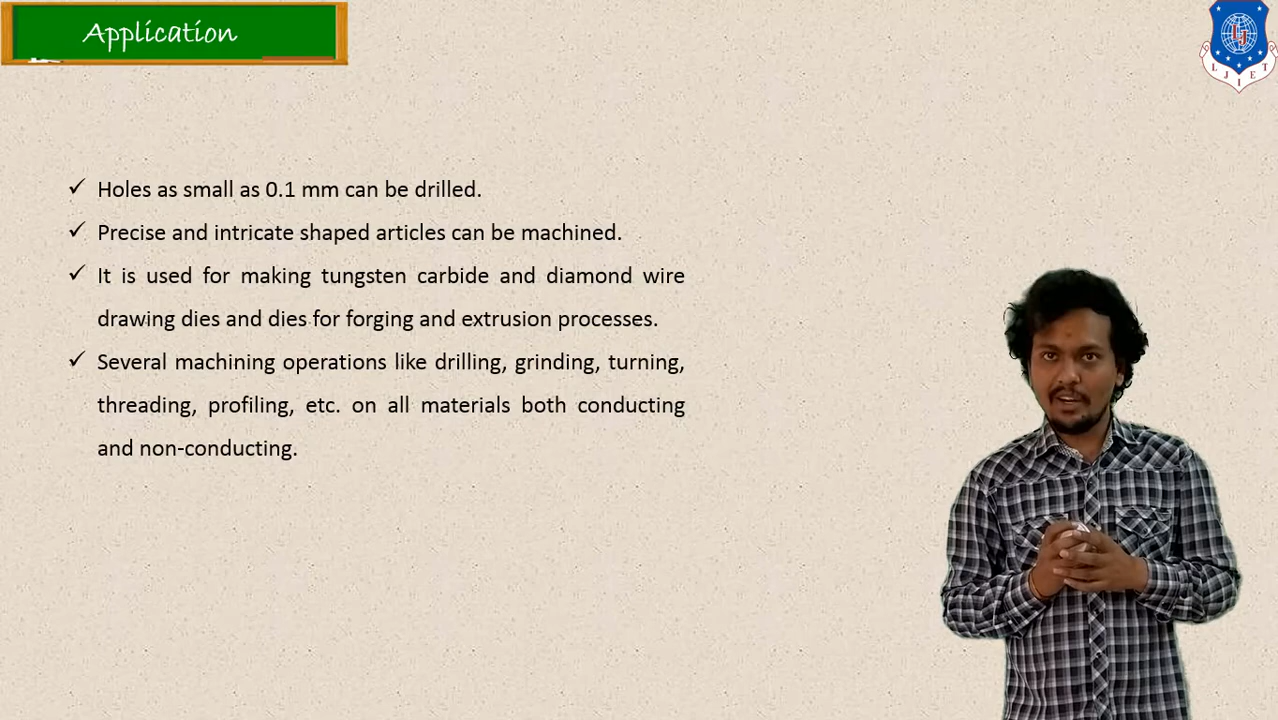 Application
LJIET
✓ Holes as small as 0.1 mm can be drilled.
✓ Precise and intricate shaped articles can be machined.
✓ It is used for making tungsten carbide and diamond wire
drawing dies and dies for forging and extrusion processes.
✓ Several machining operations like drilling, grinding, turning,
threading, profiling, etc. on all materials both conducting
and non-conducting.